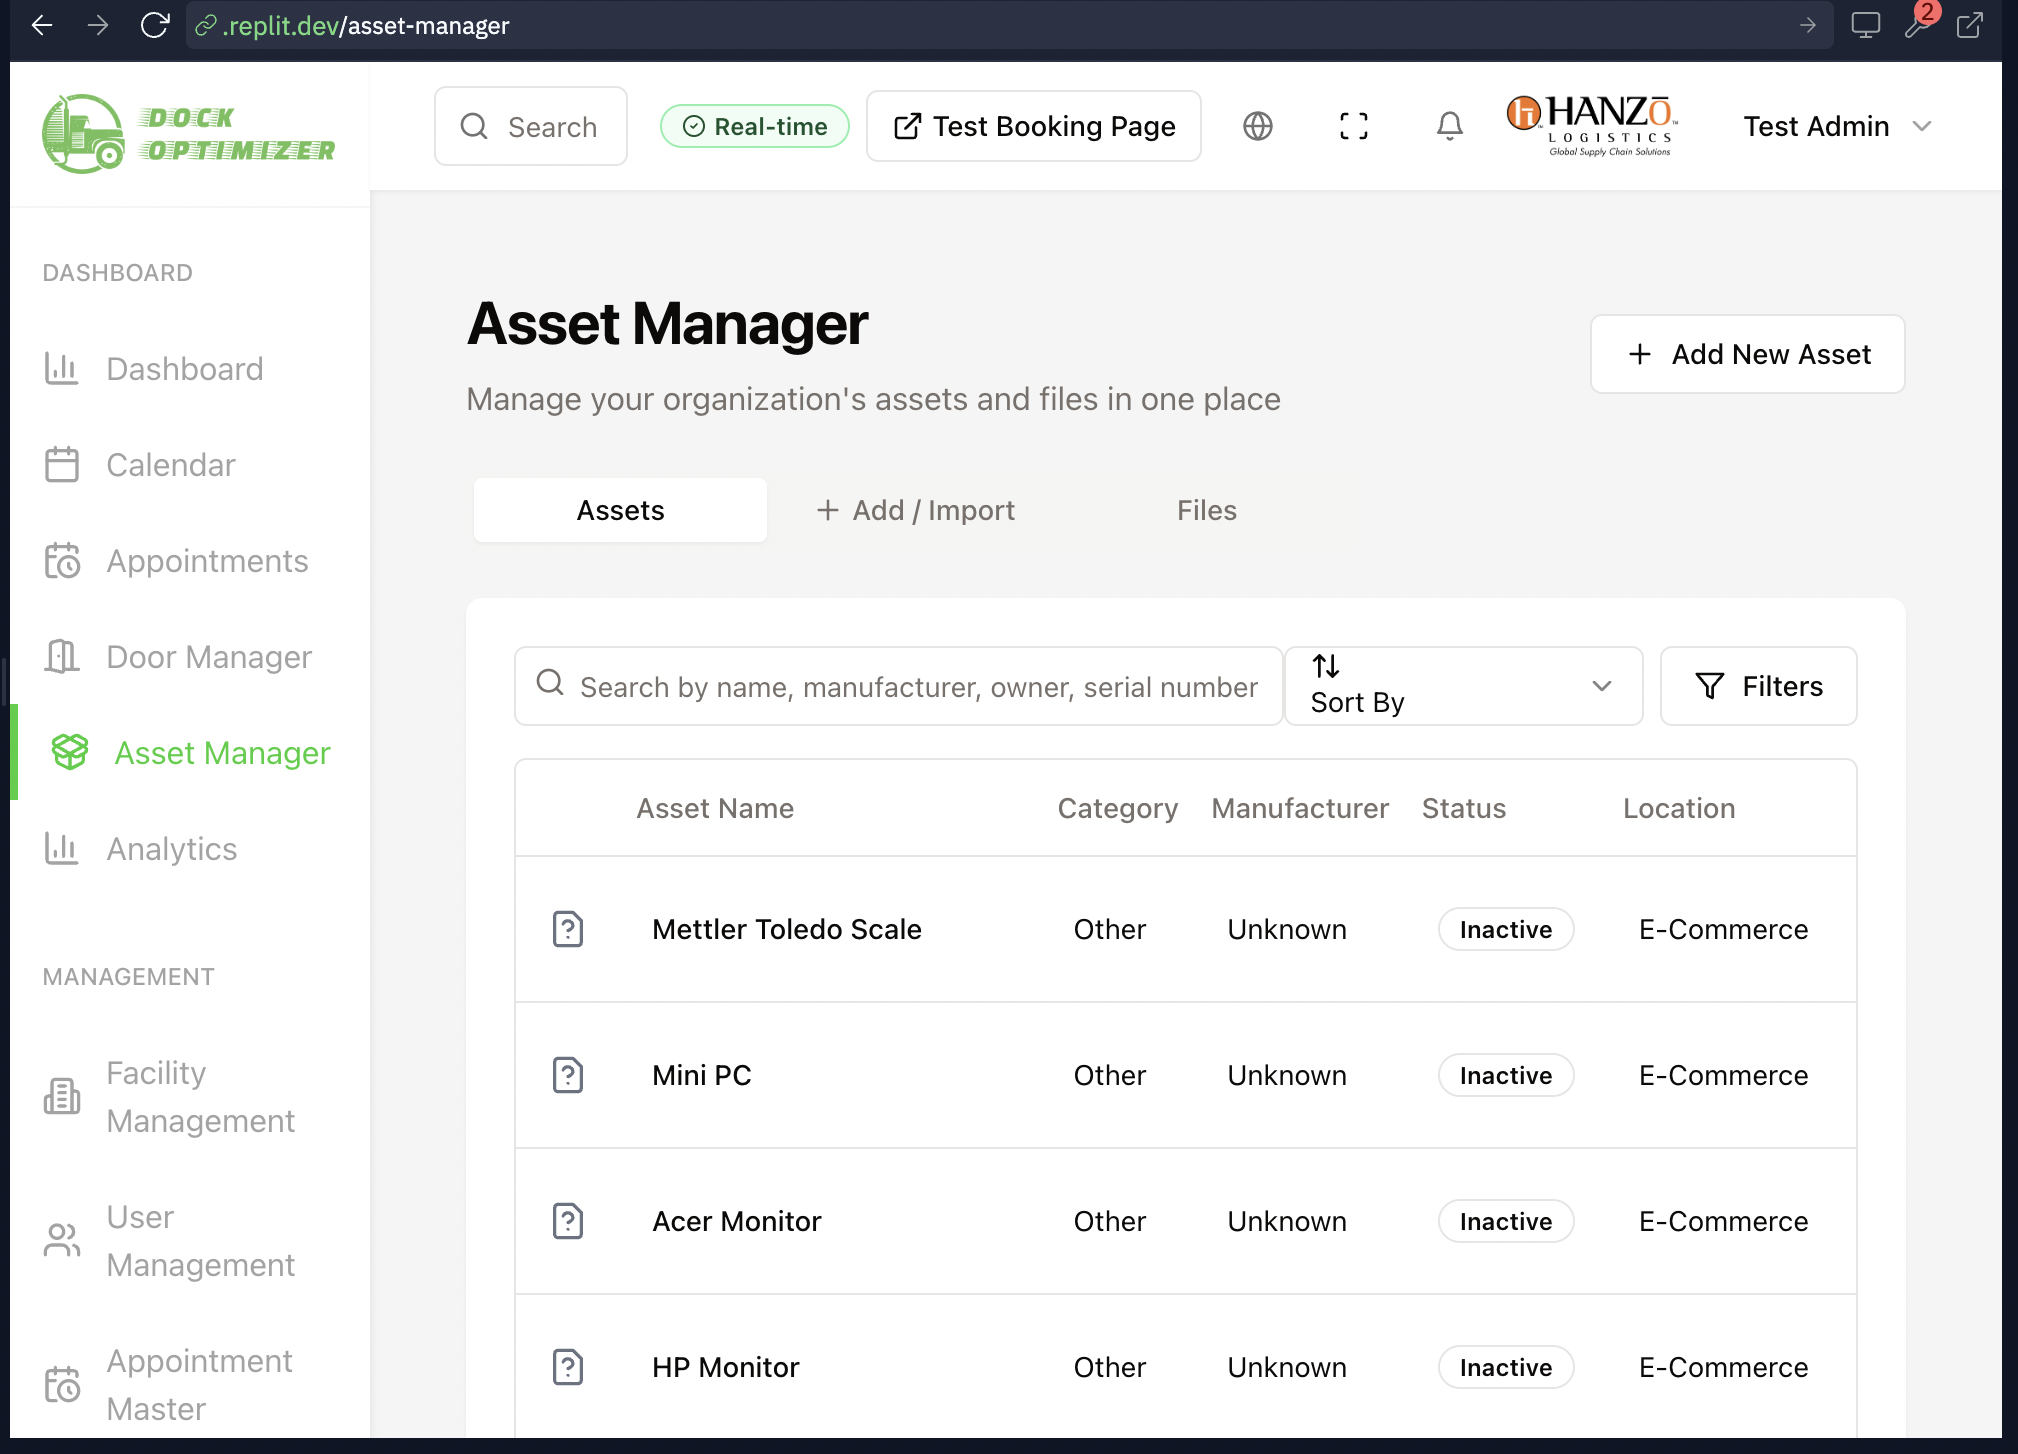 .replit.dev/asset-manager
2
DOCK
OPTIMIZER
Search
Real-time
Test Booking Page
HANZŌ
LOGISTICS
Global Supply Chain Solutions
Test Admin
DASHBOARD
Dashboard
Calendar
Appointments
Door Manager
Asset Manager
Analytics
MANAGEMENT
Facility
Management
User
Management
Appointment
Master
Asset Manager
Manage your organization's assets and files in one place
+ Add New Asset
Assets
+ Add / Import
Files
Search by name, manufacturer, owner, serial number
Sort By
Filters
Asset Name Category Manufacturer Status Location
Mettler Toledo Scale Other Unknown Inactive E-Commerce
Mini PC Other Unknown Inactive E-Commerce
Acer Monitor Other Unknown Inactive E-Commerce
HP Monitor Other Unknown Inactive E-Commerce